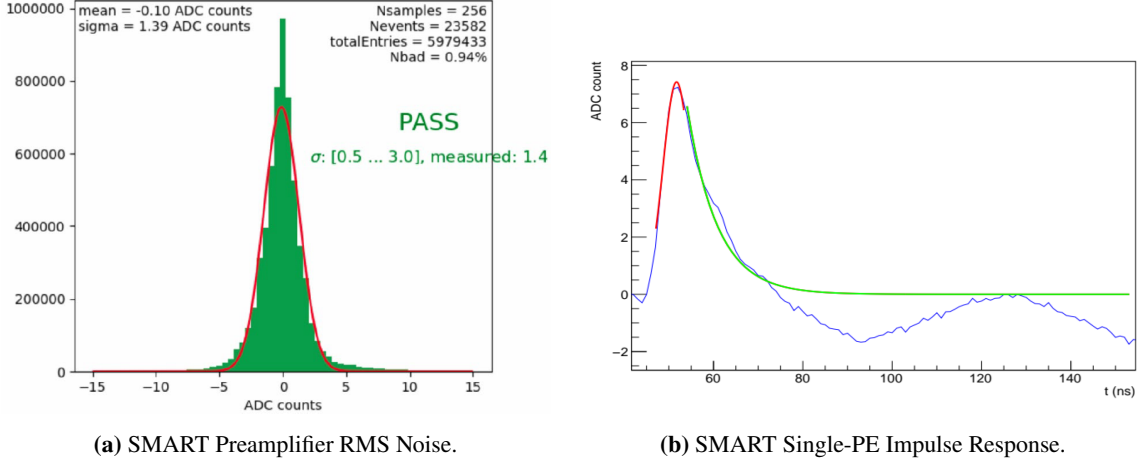 mean = -0.10 ADC counts
sigma = 1.39 ADC counts
Nsamples = 256
Nevents = 23582
totalEntries = 5979433
Nbad = 0.94%
PASS
σ: [0.5 ... 3.0], measured: 1.4
1000000
800000
600000
400000
200000
0
−15 −10 −5 0 5 10 15
ADC counts
(a) SMART Preamplifier RMS Noise.
ADC count
8
6
4
2
0
−2
60 80 100 120 140
t (ns)
(b) SMART Single-PE Impulse Response.